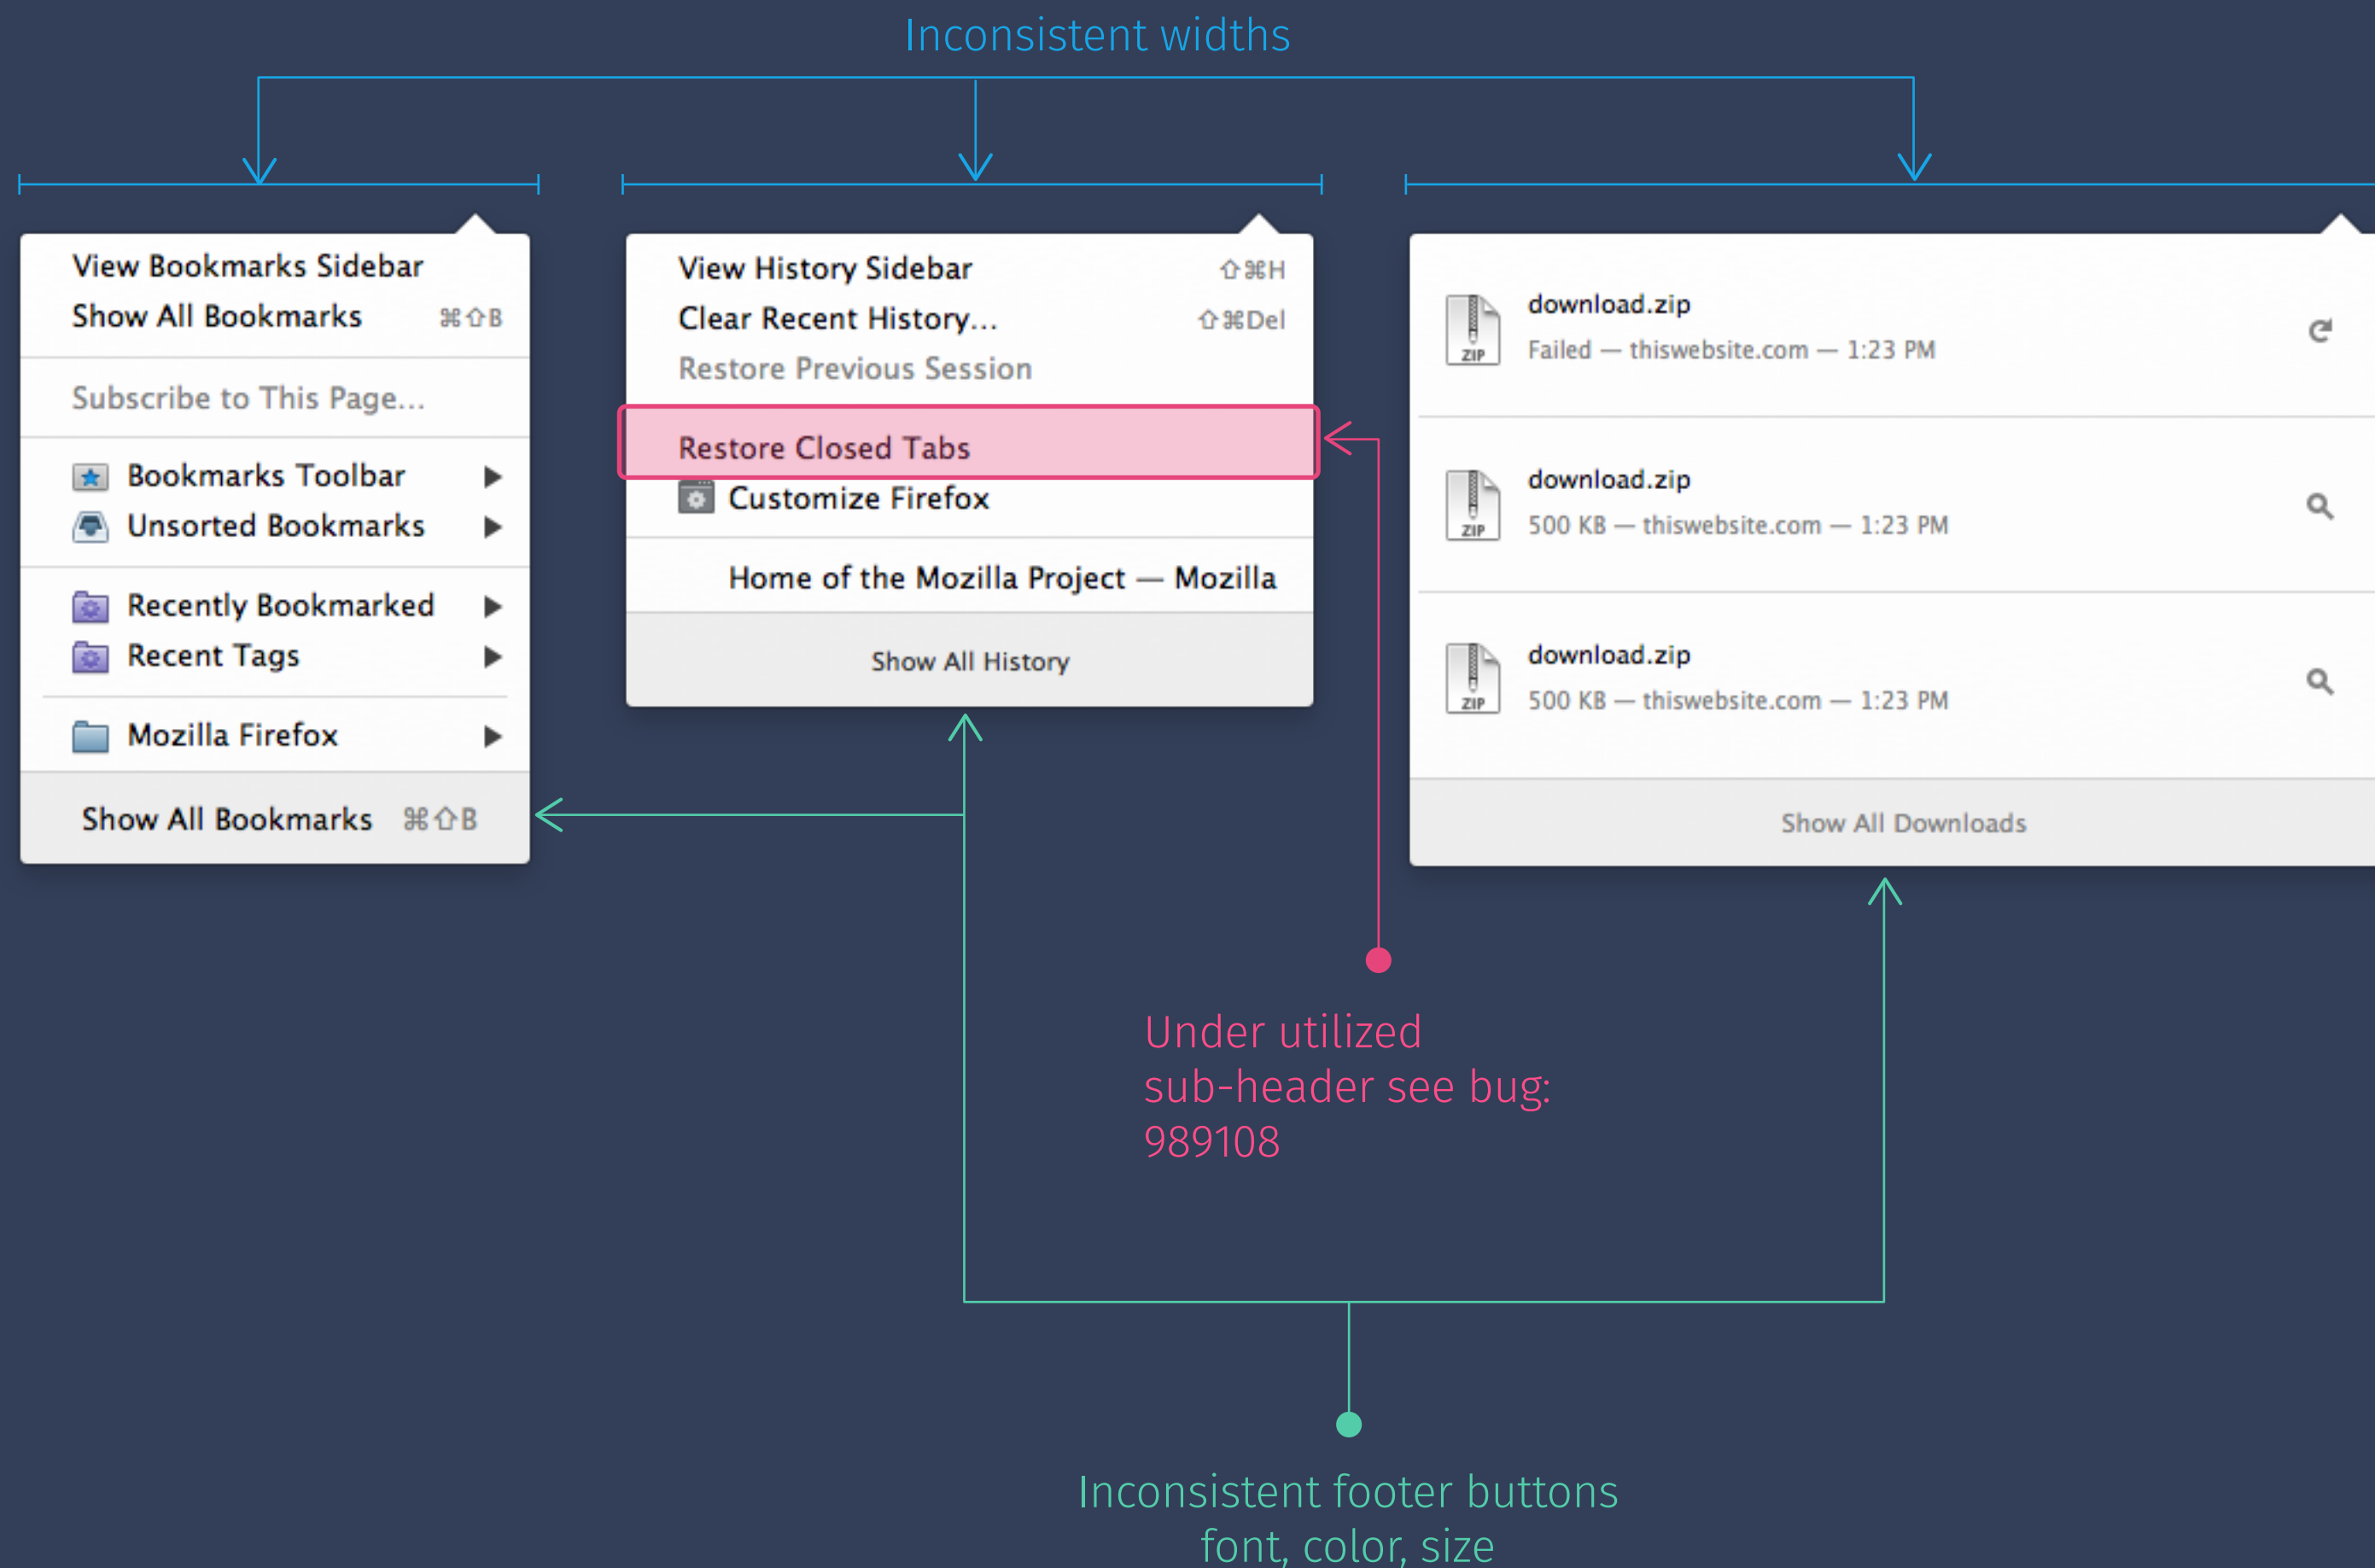 Inconsistent widths
View Bookmarks Sidebar
Show All Bookmarks ⌘⇧B
Subscribe to This Page...
Bookmarks Toolbar
Unsorted Bookmarks
Recently Bookmarked
Recent Tags
Mozilla Firefox
Show All Bookmarks ⌘⇧B
View History Sidebar ⇧⌘H
Clear Recent History... ⇧⌘Del
Restore Previous Session
Restore Closed Tabs
Customize Firefox
Home of the Mozilla Project — Mozilla
Show All History
download.zip
ZIP
Failed — thiswebsite.com — 1:23 PM
download.zip
ZIP
500 KB — thiswebsite.com — 1:23 PM
download.zip
ZIP
500 KB — thiswebsite.com — 1:23 PM
Show All Downloads
Under utilized
sub-header see bug:
989108
Inconsistent footer buttons
font, color, size